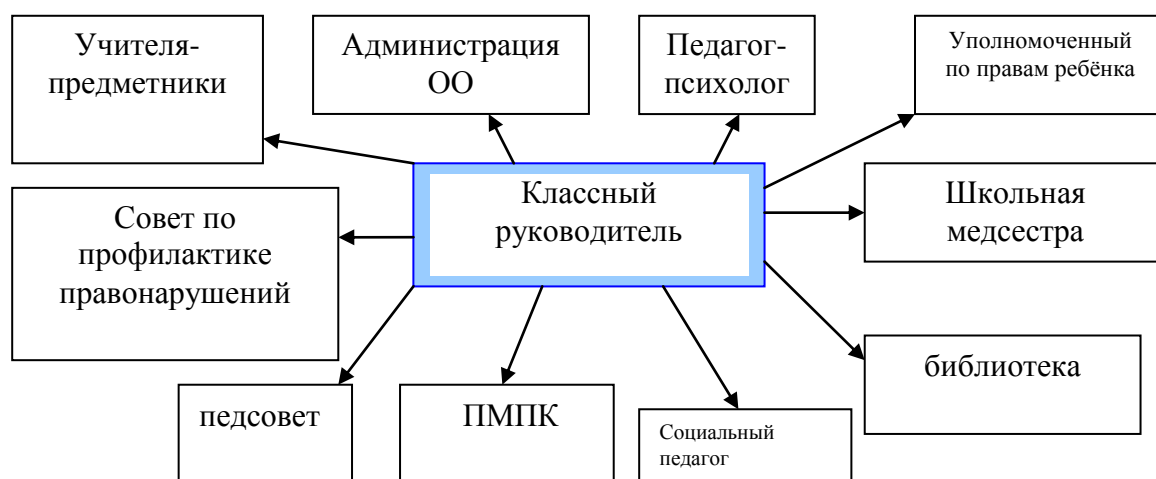 Учителя-
предметники
Администрация
ОО
Педагог-
психолог
Уполномоченный
по правам ребёнка
Классный
руководитель
Школьная
медсестра
Совет по
профилактике
правонарушений
библиотека
педсовет
ПМПК
Социальный
педагог